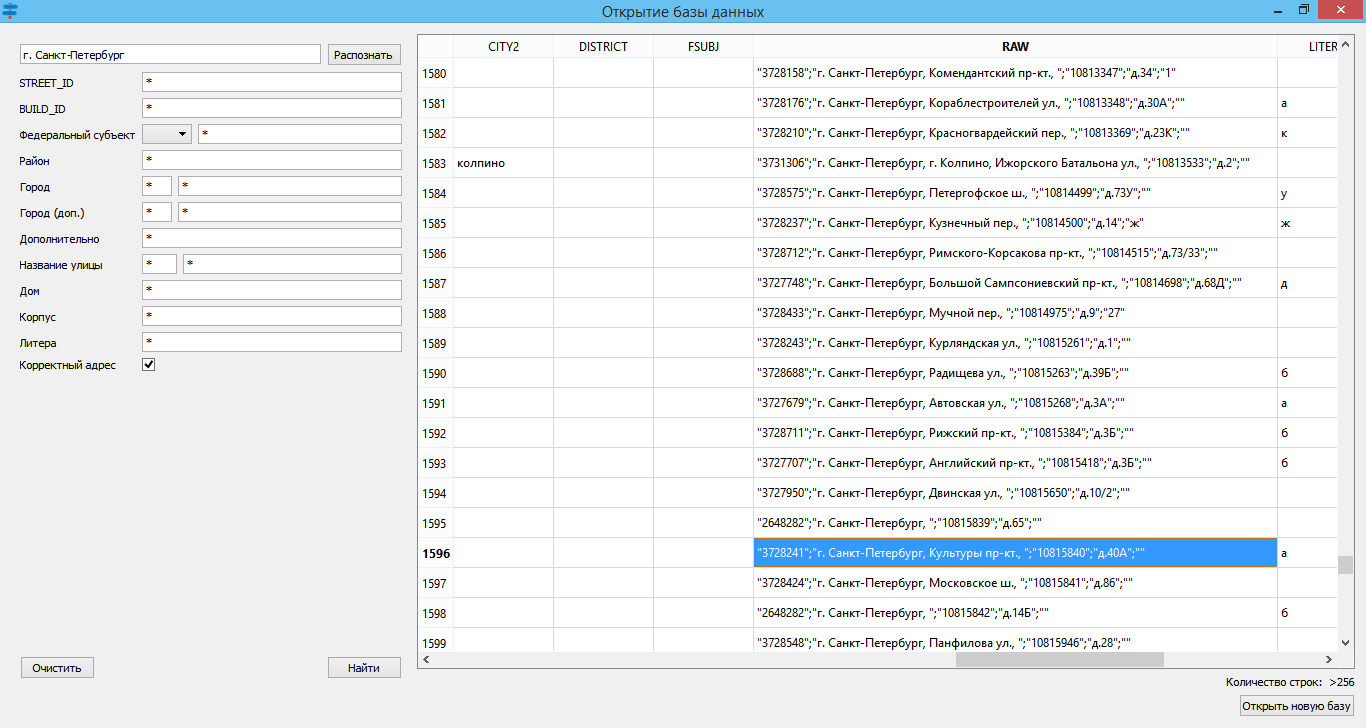 Открытие базы данных
г. Санкт-Петербург Распознать
STREET_ID *
BUILD_ID *
Федеральный субъект *
Район *
Город * *
Город (доп.) * *
Дополнительно *
Название улицы * *
Дом *
Корпус *
Литера *
Корректный адрес
Очистить Найти
CITY2 DISTRICT FSUBJ RAW LITER
1580 "3728158";"г. Санкт-Петербург, Комендантский пр-кт., ";"10813347";"д.34";"1"
1581 "3728176";"г. Санкт-Петербург, Кораблестроителей ул., ";"10813348";"д.30А";"" а
1582 "3728210";"г. Санкт-Петербург, Красногвардейский пер., ";"10813369";"д.23К";"" к
1583 колпино "3731306";"г. Санкт-Петербург, г. Колпино, Ижорского Батальона ул., ";"10813533";"д.2";""
1584 "3728575";"г. Санкт-Петербург, Петергофское ш., ";"10814499";"д.73У";"" у
1585 "3728237";"г. Санкт-Петербург, Кузнечный пер., ";"10814500";"д.14";"ж" ж
1586 "3728712";"г. Санкт-Петербург, Римского-Корсакова пр-кт., ";"10814515";"д.73/33";""
1587 "3727748";"г. Санкт-Петербург, Большой Сампсониевский пр-кт., ";"10814698";"д.68Д";"" д
1588 "3728433";"г. Санкт-Петербург, Мучной пер., ";"10814975";"д.9";"27"
1589 "3728243";"г. Санкт-Петербург, Курляндская ул., ";"10815261";"д.1";""
1590 "3728688";"г. Санкт-Петербург, Радищева ул., ";"10815263";"д.39Б";"" б
1591 "3727679";"г. Санкт-Петербург, Автовская ул., ";"10815268";"д.3А";"" а
1592 "3728711";"г. Санкт-Петербург, Рижский пр-кт., ";"10815384";"д.3Б";"" б
1593 "3727707";"г. Санкт-Петербург, Английский пр-кт., ";"10815418";"д.3Б";"" б
1594 "3727950";"г. Санкт-Петербург, Двинская ул., ";"10815650";"д.10/2";""
1595 "2648282";"г. Санкт-Петербург, ";"10815839";"д.65";""
1596 "3728241";"г. Санкт-Петербург, Культуры пр-кт., ";"10815840";"д.40А";"" а
1597 "3728424";"г. Санкт-Петербург, Московское ш., ";"10815841";"д.86";""
1598 "2648282";"г. Санкт-Петербург, ";"10815842";"д.14Б";"" б
1599 "3728548";"г. Санкт-Петербург, Панфилова ул., ";"10815946";"д.28";""
Количество строк: >256
Открыть новую базу